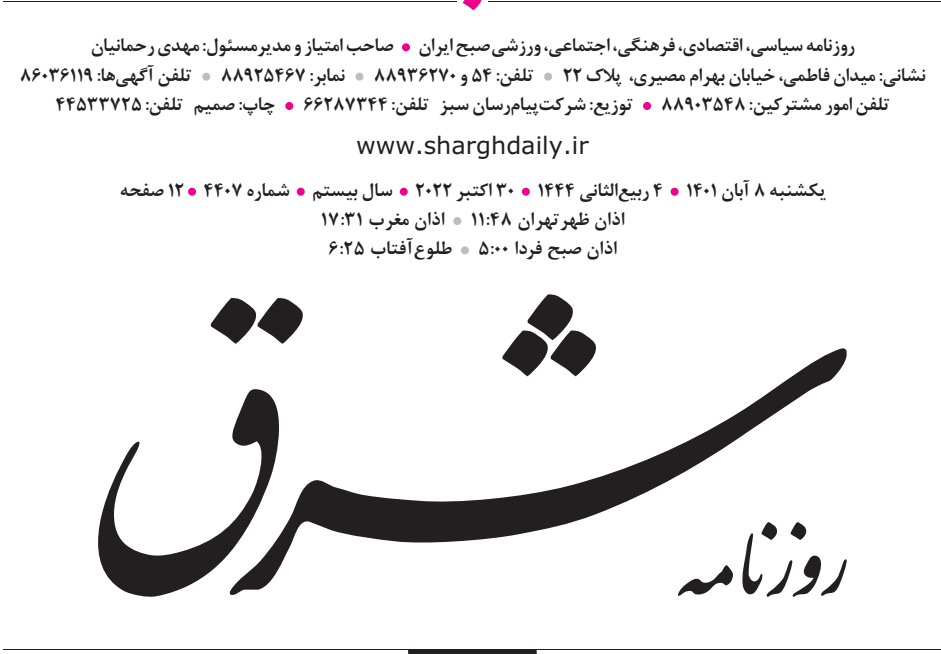 روزنامه سیاسی، اقتصادی، فرهنگی، اجتماعی، ورزشی صبح ایران ● صاحب امتیاز و مدیرمسئول: مهدی رحمانیان
نشانی: میدان فاطمی، خیابان بهرام مصیری، پلاک ۲۲ ● تلفن: ۵۴ و ۸۸۹۳۶۲۷۰ ● نمابر: ۸۸۹۲۵۴۶۷ ● تلفن آگهی‌ها: ۸۶۰۳۶۱۱۹
تلفن امور مشترکین: ۸۸۹۰۳۵۴۸ ● توزیع: شرکت پیام‌رسان سبز تلفن: ۶۶۲۸۷۳۴۴ ● چاپ: صمیم تلفن: ۴۴۵۳۳۷۲۵
www.sharghdaily.ir
یکشنبه ۸ آبان ۱۴۰۱ ● ۴ ربیع‌الثانی ۱۴۴۴ ● ۳۰ اکتبر ۲۰۲۲ ● سال بیستم ● شماره ۴۴۰۷ ● ۱۲ صفحه
اذان ظهر تهران ۱۱:۴۸ ● اذان مغرب ۱۷:۳۱
اذان صبح فردا ۵:۰۰ ● طلوع آفتاب ۶:۲۵
روزنامه
شرق